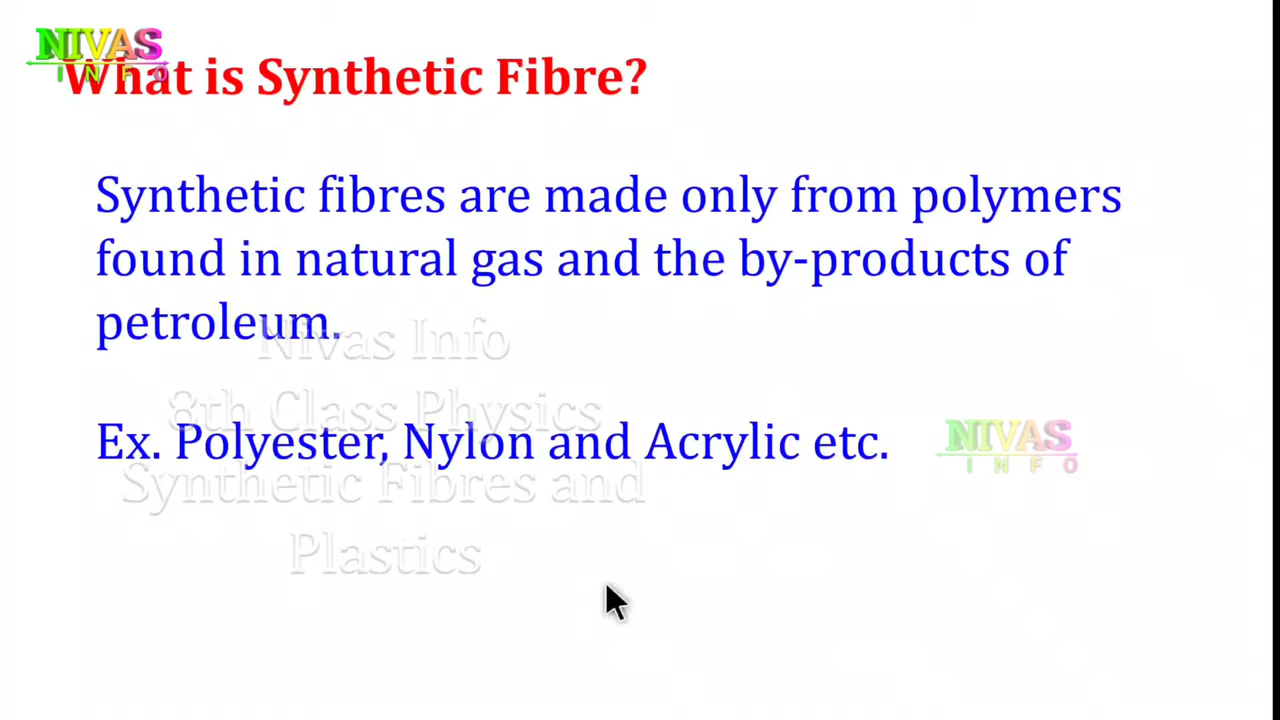 NIVAS
INFO
What is Synthetic Fibre?
Synthetic fibres are made only from polymers
found in natural gas and the by-products of
petroleum.
Nivas Info
8th Class Physics
Ex. Polyester, Nylon and Acrylic etc.
NIVAS
INFO
Synthetic Fibres and
Plastics